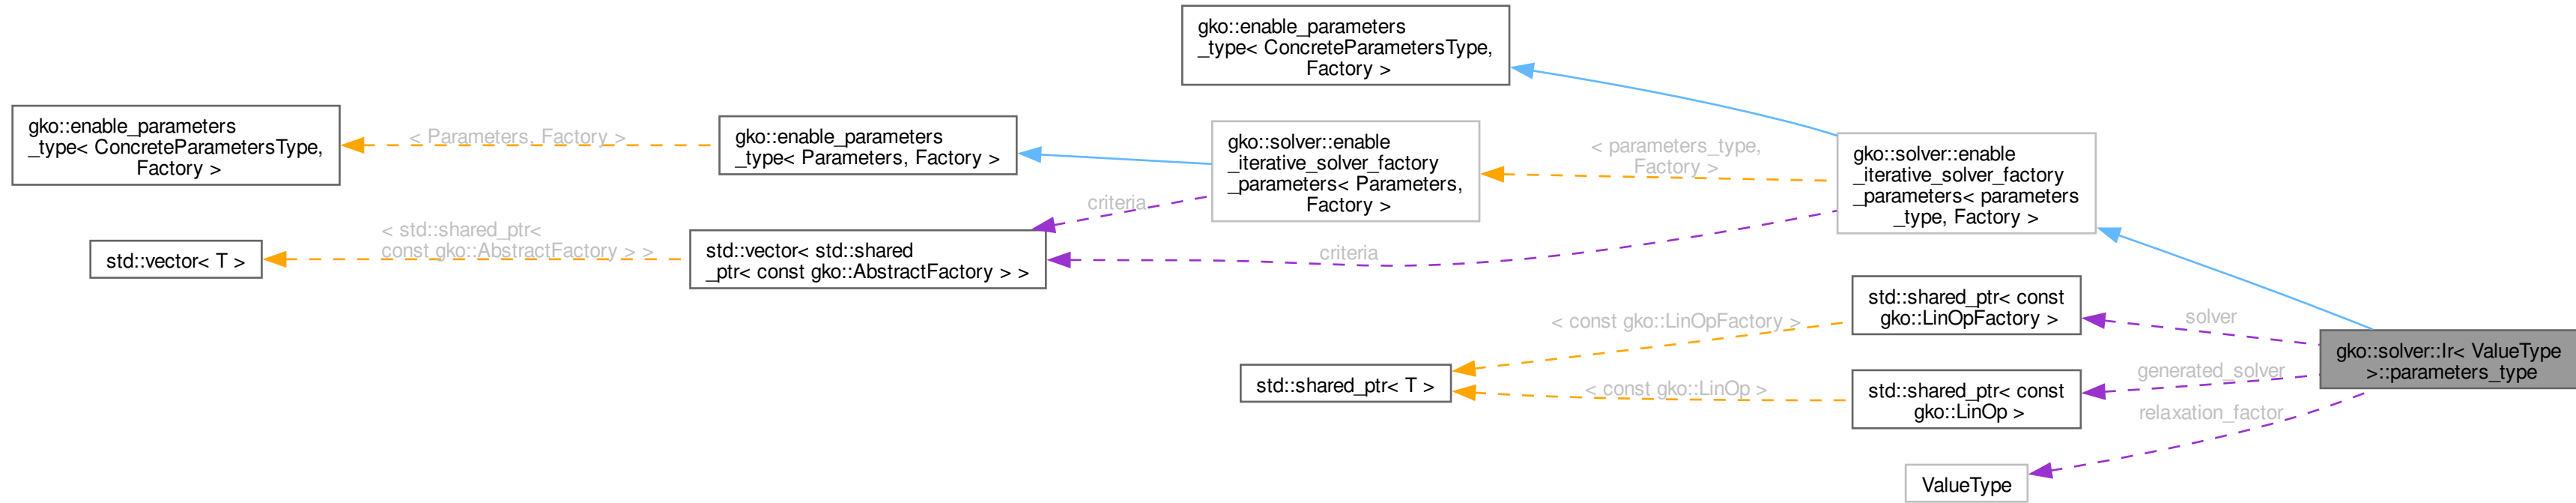 gko::enable_parameters
_type< ConcreteParametersType,
Factory >
gko::enable_parameters
_type< ConcreteParametersType,
Factory >
< Parameters, Factory >
gko::enable_parameters
_type< Parameters, Factory >
gko::solver::enable
_iterative_solver_factory
_parameters< Parameters,
Factory >
< parameters_type,
Factory >
gko::solver::enable
_iterative_solver_factory
_parameters< parameters
_type, Factory >
criteria
std::vector< T >
< std::shared_ptr<
const gko::AbstractFactory > >
std::vector< std::shared
_ptr< const gko::AbstractFactory > >
criteria
std::shared_ptr< T >
< const gko::LinOpFactory >
std::shared_ptr< const
gko::LinOpFactory >
solver
< const gko::LinOp >
std::shared_ptr< const
gko::LinOp >
generated_solver
gko::solver::Ir< ValueType
>::parameters_type
relaxation_factor
ValueType